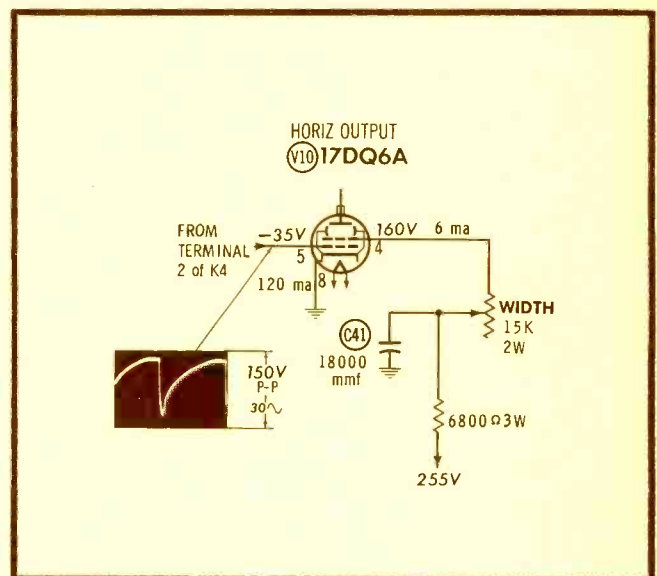 HORIZ OUTPUT
V10 17DQ6A
FROM
TERMINAL
2 of K4
-35V
160V
6 ma
5
4
120 ma
8
WIDTH
15K
2W
C41
18000
mmf
150V
P-P
30∿
6800Ω3W
255V